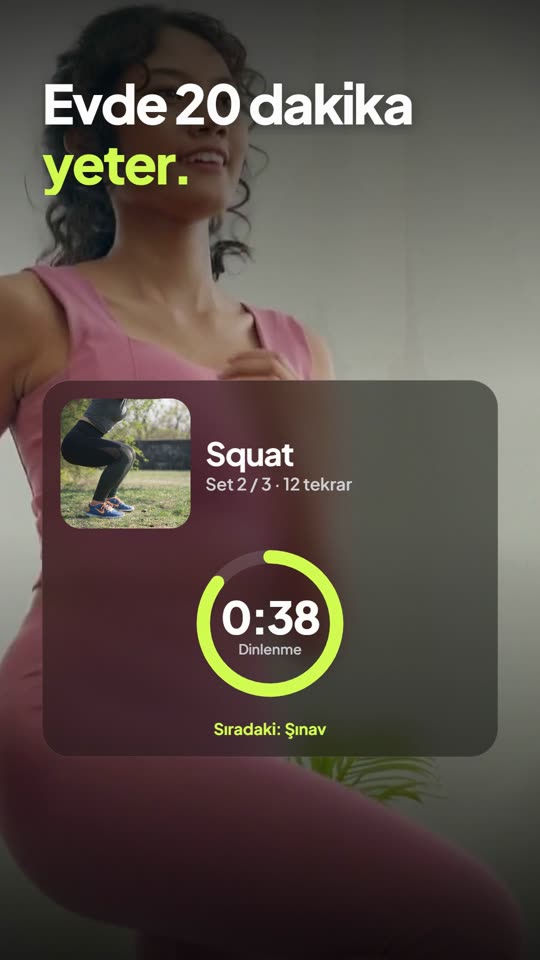 Evde 20 dakika
yeter.
Squat
Set 2 / 3 · 12 tekrar
0:38
Dinlenme
Sıradaki: Şınav